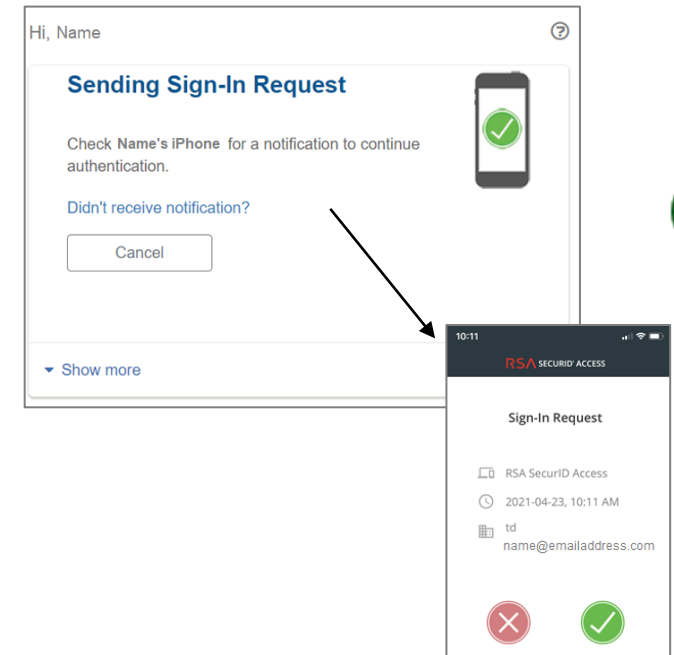 Hi, Name
Sending Sign-In Request
Check Name's iPhone for a notification to continue
authentication.
Didn't receive notification?
Cancel
Show more
10:11
RSA SECURID' ACCESS
Sign-In Request
RSA SecurID Access
2021-04-23, 10:11 AM
td
name@emailaddress.com